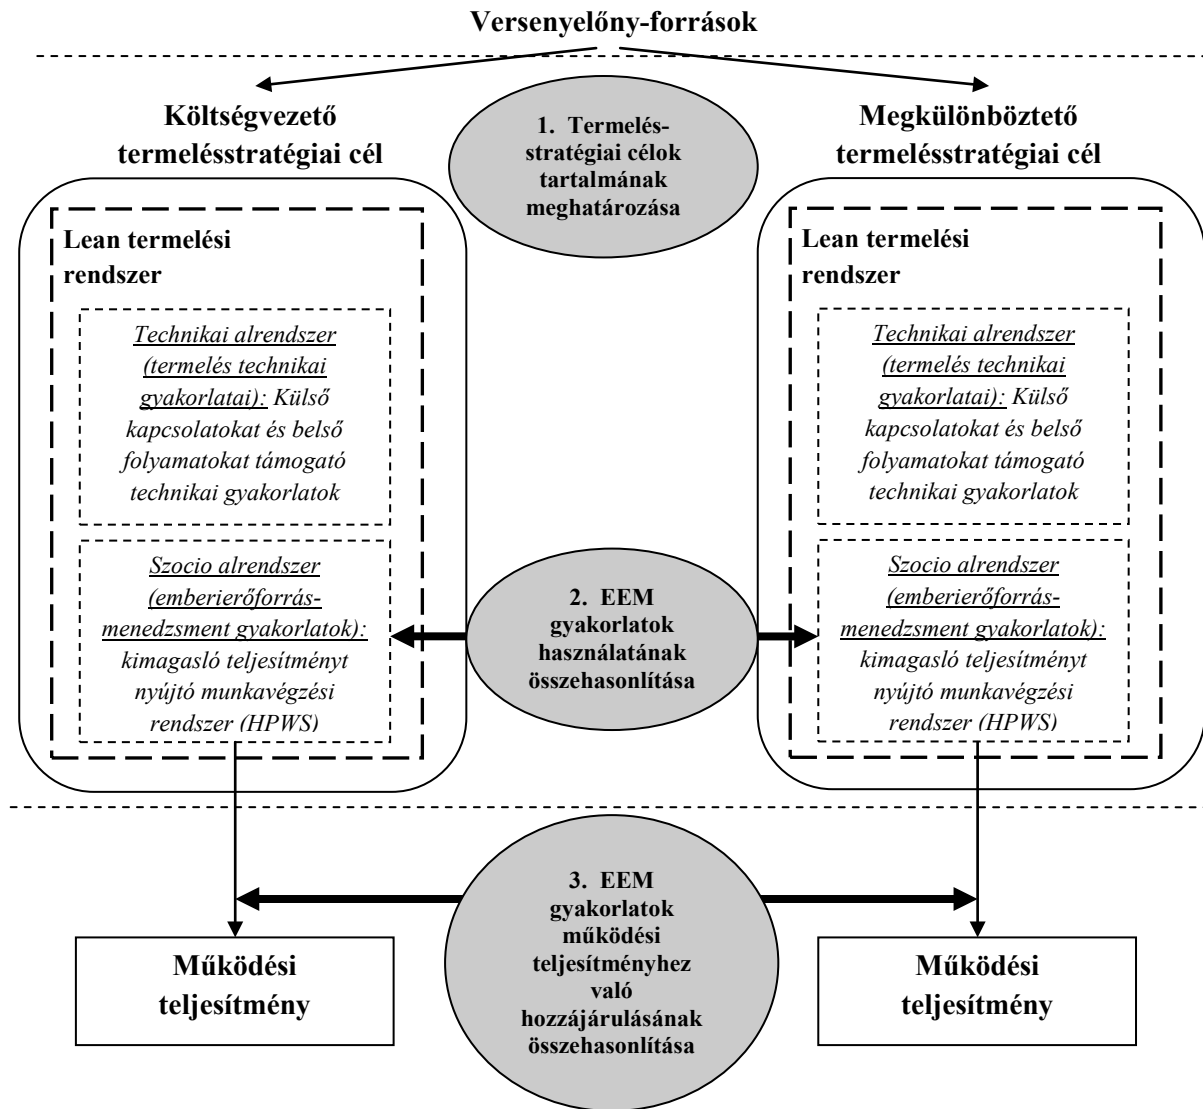 Versenyelőny-források
Költségvezető
termelésstratégiai cél
1. Termelés-
stratégiai célok
tartalmának
meghatározása
Megkülönböztető
termelésstratégiai cél
Lean termelési
rendszer
Technikai alrendszer
(termelés technikai
gyakorlatai): Külső
kapcsolatokat és belső
folyamatokat támogató
technikai gyakorlatok
Szocio alrendszer
(emberierőforrás-
menedzsment gyakorlatok):
kimagasló teljesítményt
nyújtó munkavégzési
rendszer (HPWS)
2. EEM
gyakorlatok
használatának
összehasonlítása
Lean termelési
rendszer
Technikai alrendszer
(termelés technikai
gyakorlatai): Külső
kapcsolatokat és belső
folyamatokat támogató
technikai gyakorlatok
Szocio alrendszer
(emberierőforrás-
menedzsment gyakorlatok):
kimagasló teljesítményt
nyújtó munkavégzési
rendszer (HPWS)
Működési
teljesítmény
3. EEM
gyakorlatok
működési
teljesítményhez
való
hozzájárulásának
összehasonlítása
Működési
teljesítmény